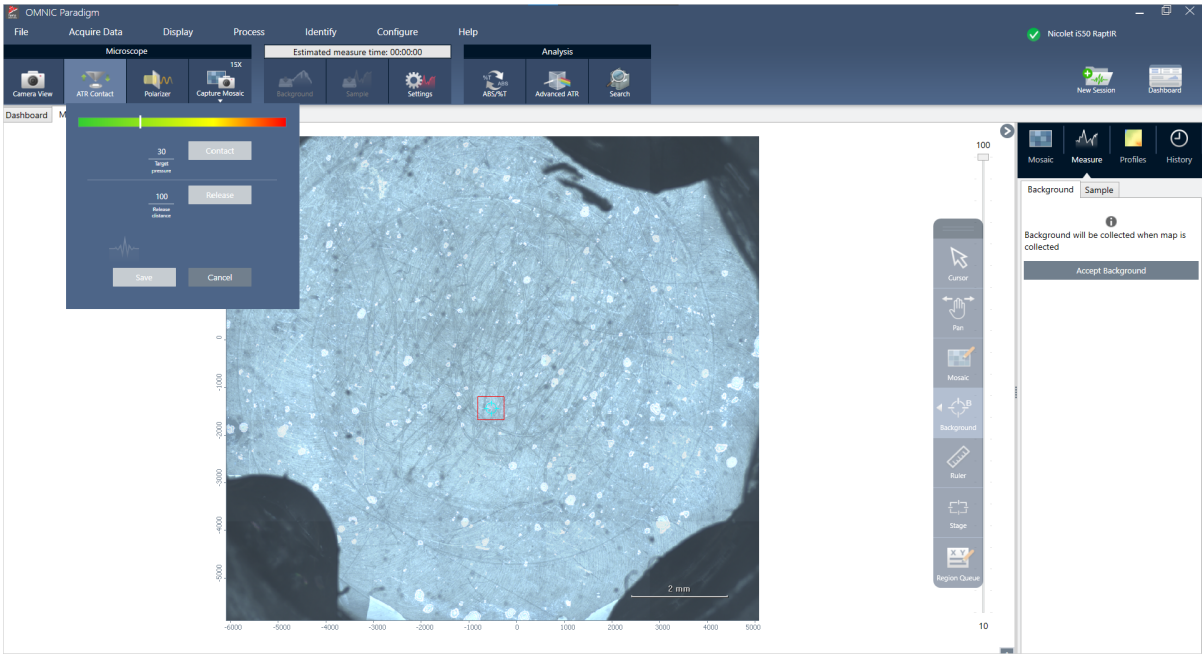 OMNIC Paradigm
File Acquire Data Display Process Identify Configure Help
Nicolet iS50 RaptIR
Microscope
Estimated measure time: 00:00:00
Analysis
Camera View
ATR Contact
Polarizer
15X
Capture Mosaic
Background
Sample
Settings
%T ABS
ABS/%T
Advanced ATR
Search
New Session
Dashboard
Dashboard M
30
Target
pressure
Contact
100
Release
distance
Release
Save
Cancel
0
-1000
-2000
-3000
-4000
-5000
-6000 -5000 -4000 -3000 -2000 -1000 0 1000 2000 3000 4000 5000
2 mm
100
10
Cursor
Pan
Mosaic
B
Background
Ruler
Stage
X Y
Region Queue
Mosaic Measure Profiles History
Background Sample
Background will be collected when map is
collected
Accept Background